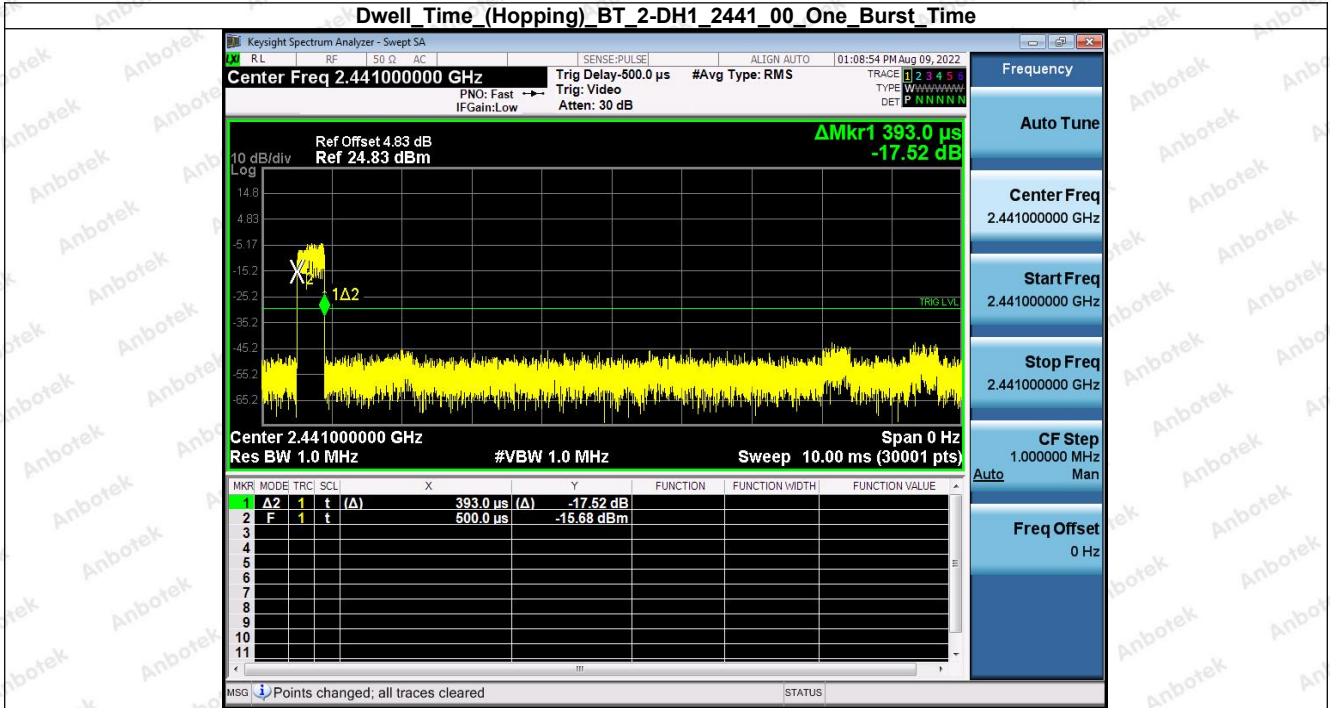 Dwell_Time_(Hopping)_BT_2-DH1_2441_00_One_Burst_Time
Keysight Spectrum Analyzer - Swept SA
LXI RL RF 50 Ω AC SENSE:PULSE ALIGN AUTO 01:08:54 PM Aug 09, 2022
Center Freq 2.441000000 GHz
PNO: Fast
IFGain:Low
Trig Delay-500.0 µs
Trig: Video
Atten: 30 dB
#Avg Type: RMS
TRACE 1 2 3 4 5 6
TYPE WWWWWW
DET P N N N N N
Ref Offset 4.83 dB
10 dB/div Ref 24.83 dBm
Log
ΔMkr1 393.0 µs
-17.52 dB
14.8
4.83
-5.17
-15.2
-25.2
-35.2
-45.2
-55.2
-65.2
X2
1Δ2
TRIG LVL
Center 2.441000000 GHz Span 0 Hz
Res BW 1.0 MHz #VBW 1.0 MHz Sweep 10.00 ms (30001 pts)
MKR MODE TRC SCL X Y FUNCTION FUNCTION WIDTH FUNCTION VALUE
1 Δ2 1 t (Δ) 393.0 µs (Δ) -17.52 dB
2 F 1 t 500.0 µs -15.68 dBm
3
4
5
6
7
8
9
10
11
MSG Points changed; all traces cleared STATUS
Frequency
Auto Tune
Center Freq
2.441000000 GHz
Start Freq
2.441000000 GHz
Stop Freq
2.441000000 GHz
CF Step
1.000000 MHz
Auto Man
Freq Offset
0 Hz
Anbotek